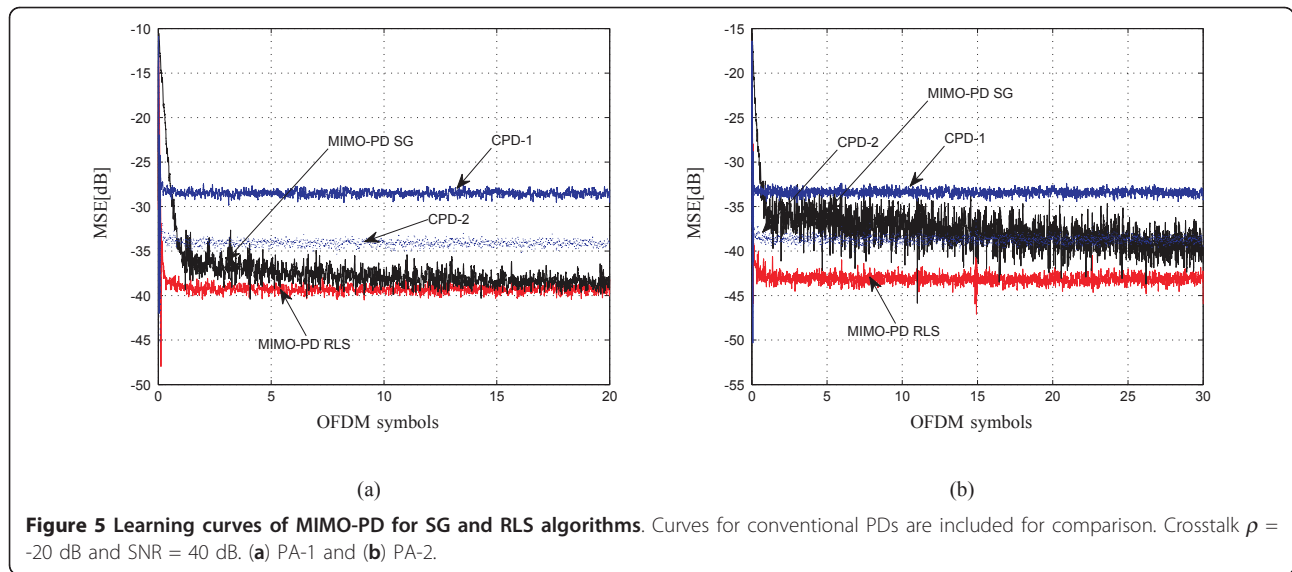 -10
-15
-20
-25
-30
-35
-40
-45
-50
MSE[dB]
MIMO-PD SG
CPD-1
CPD-2
MIMO-PD RLS
0 5 10 15 20
OFDM symbols
(a)
-15
-20
-25
-30
-35
-40
-45
-50
-55
MSE[dB]
MIMO-PD SG
CPD-2
CPD-1
MIMO-PD RLS
0 5 10 15 20 25 30
OFDM symbols
(b)
Figure 5 Learning curves of MIMO-PD for SG and RLS algorithms. Curves for conventional PDs are included for comparison. Crosstalk ρ =
-20 dB and SNR = 40 dB. (a) PA-1 and (b) PA-2.